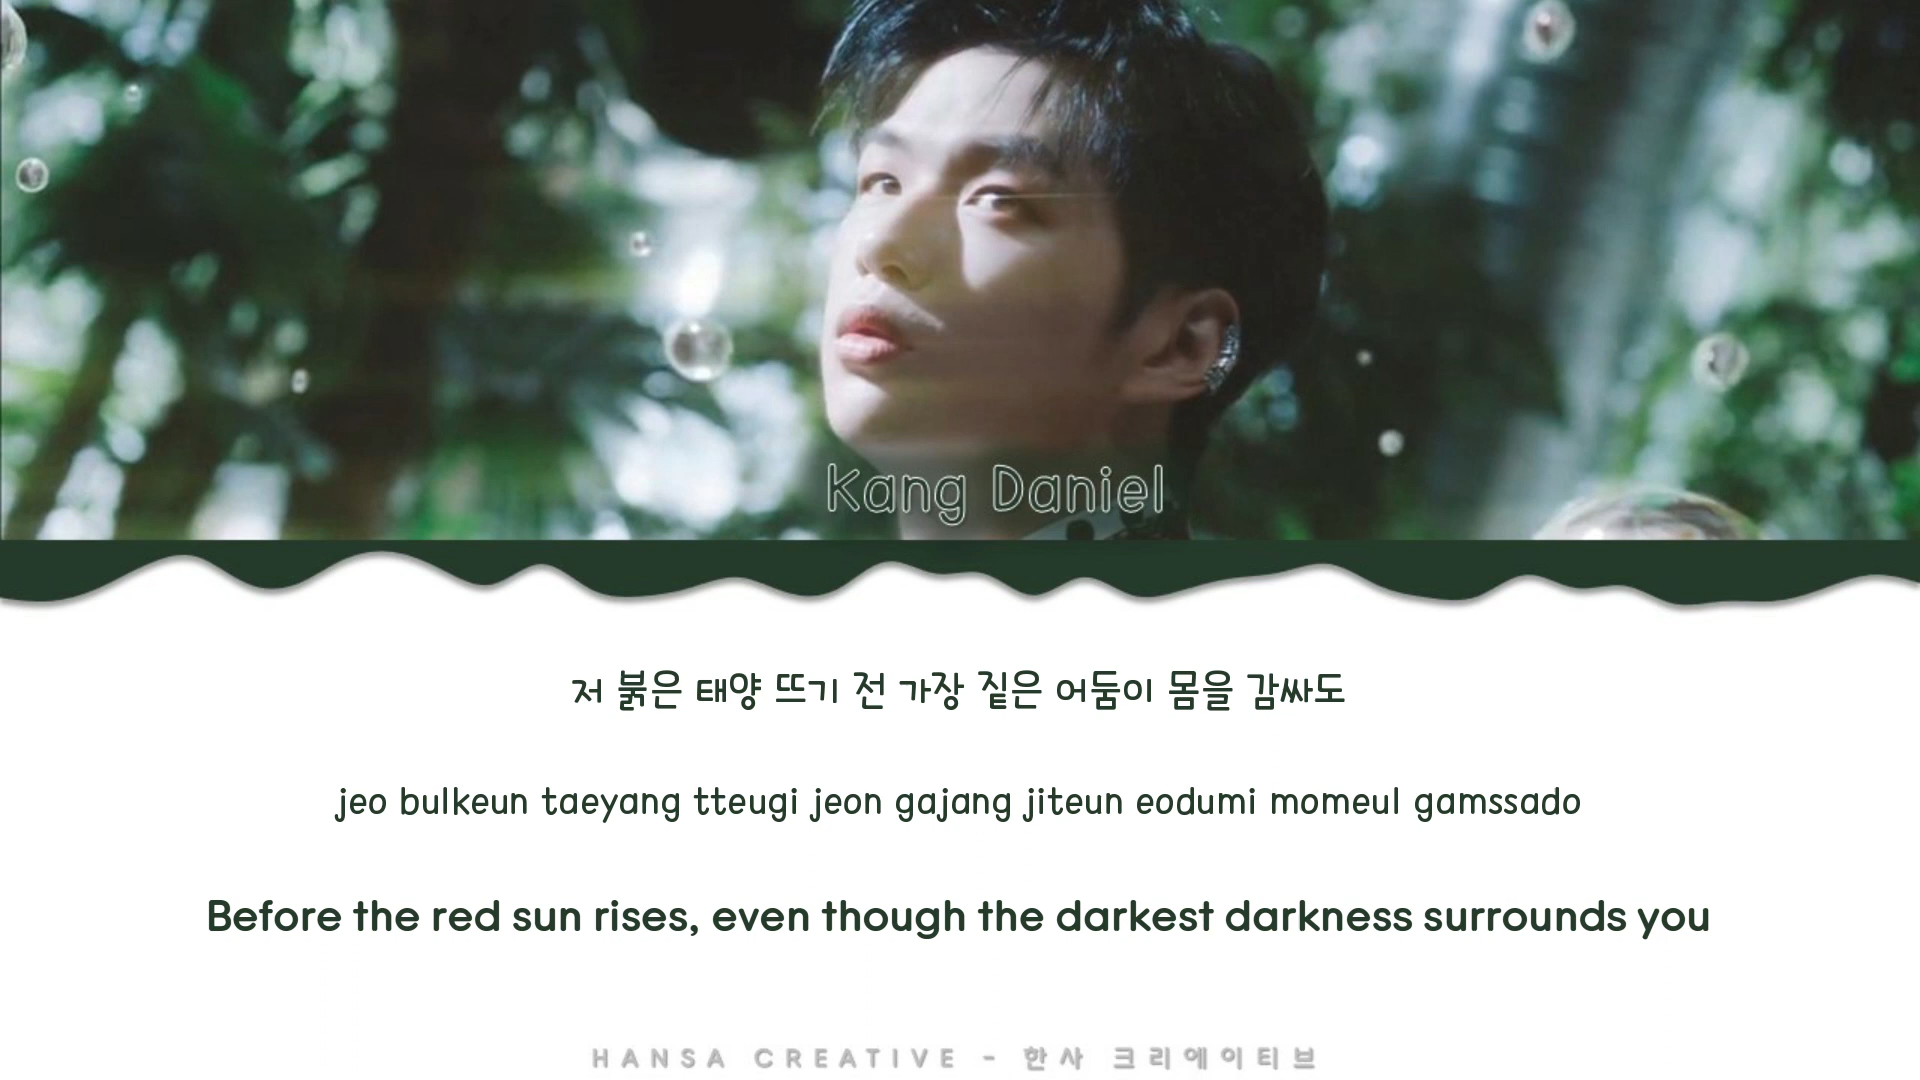 Kang Daniel
저 붉은 태양 뜨기 전 가장 짙은 어둠이 몸을 감싸도
jeo bulkeun taeyang tteugi jeon gajang jiteun eodumi momeul gamssado
Before the red sun rises, even though the darkest darkness surrounds you
HANSA CREATIVE - 한사 크리에이티브